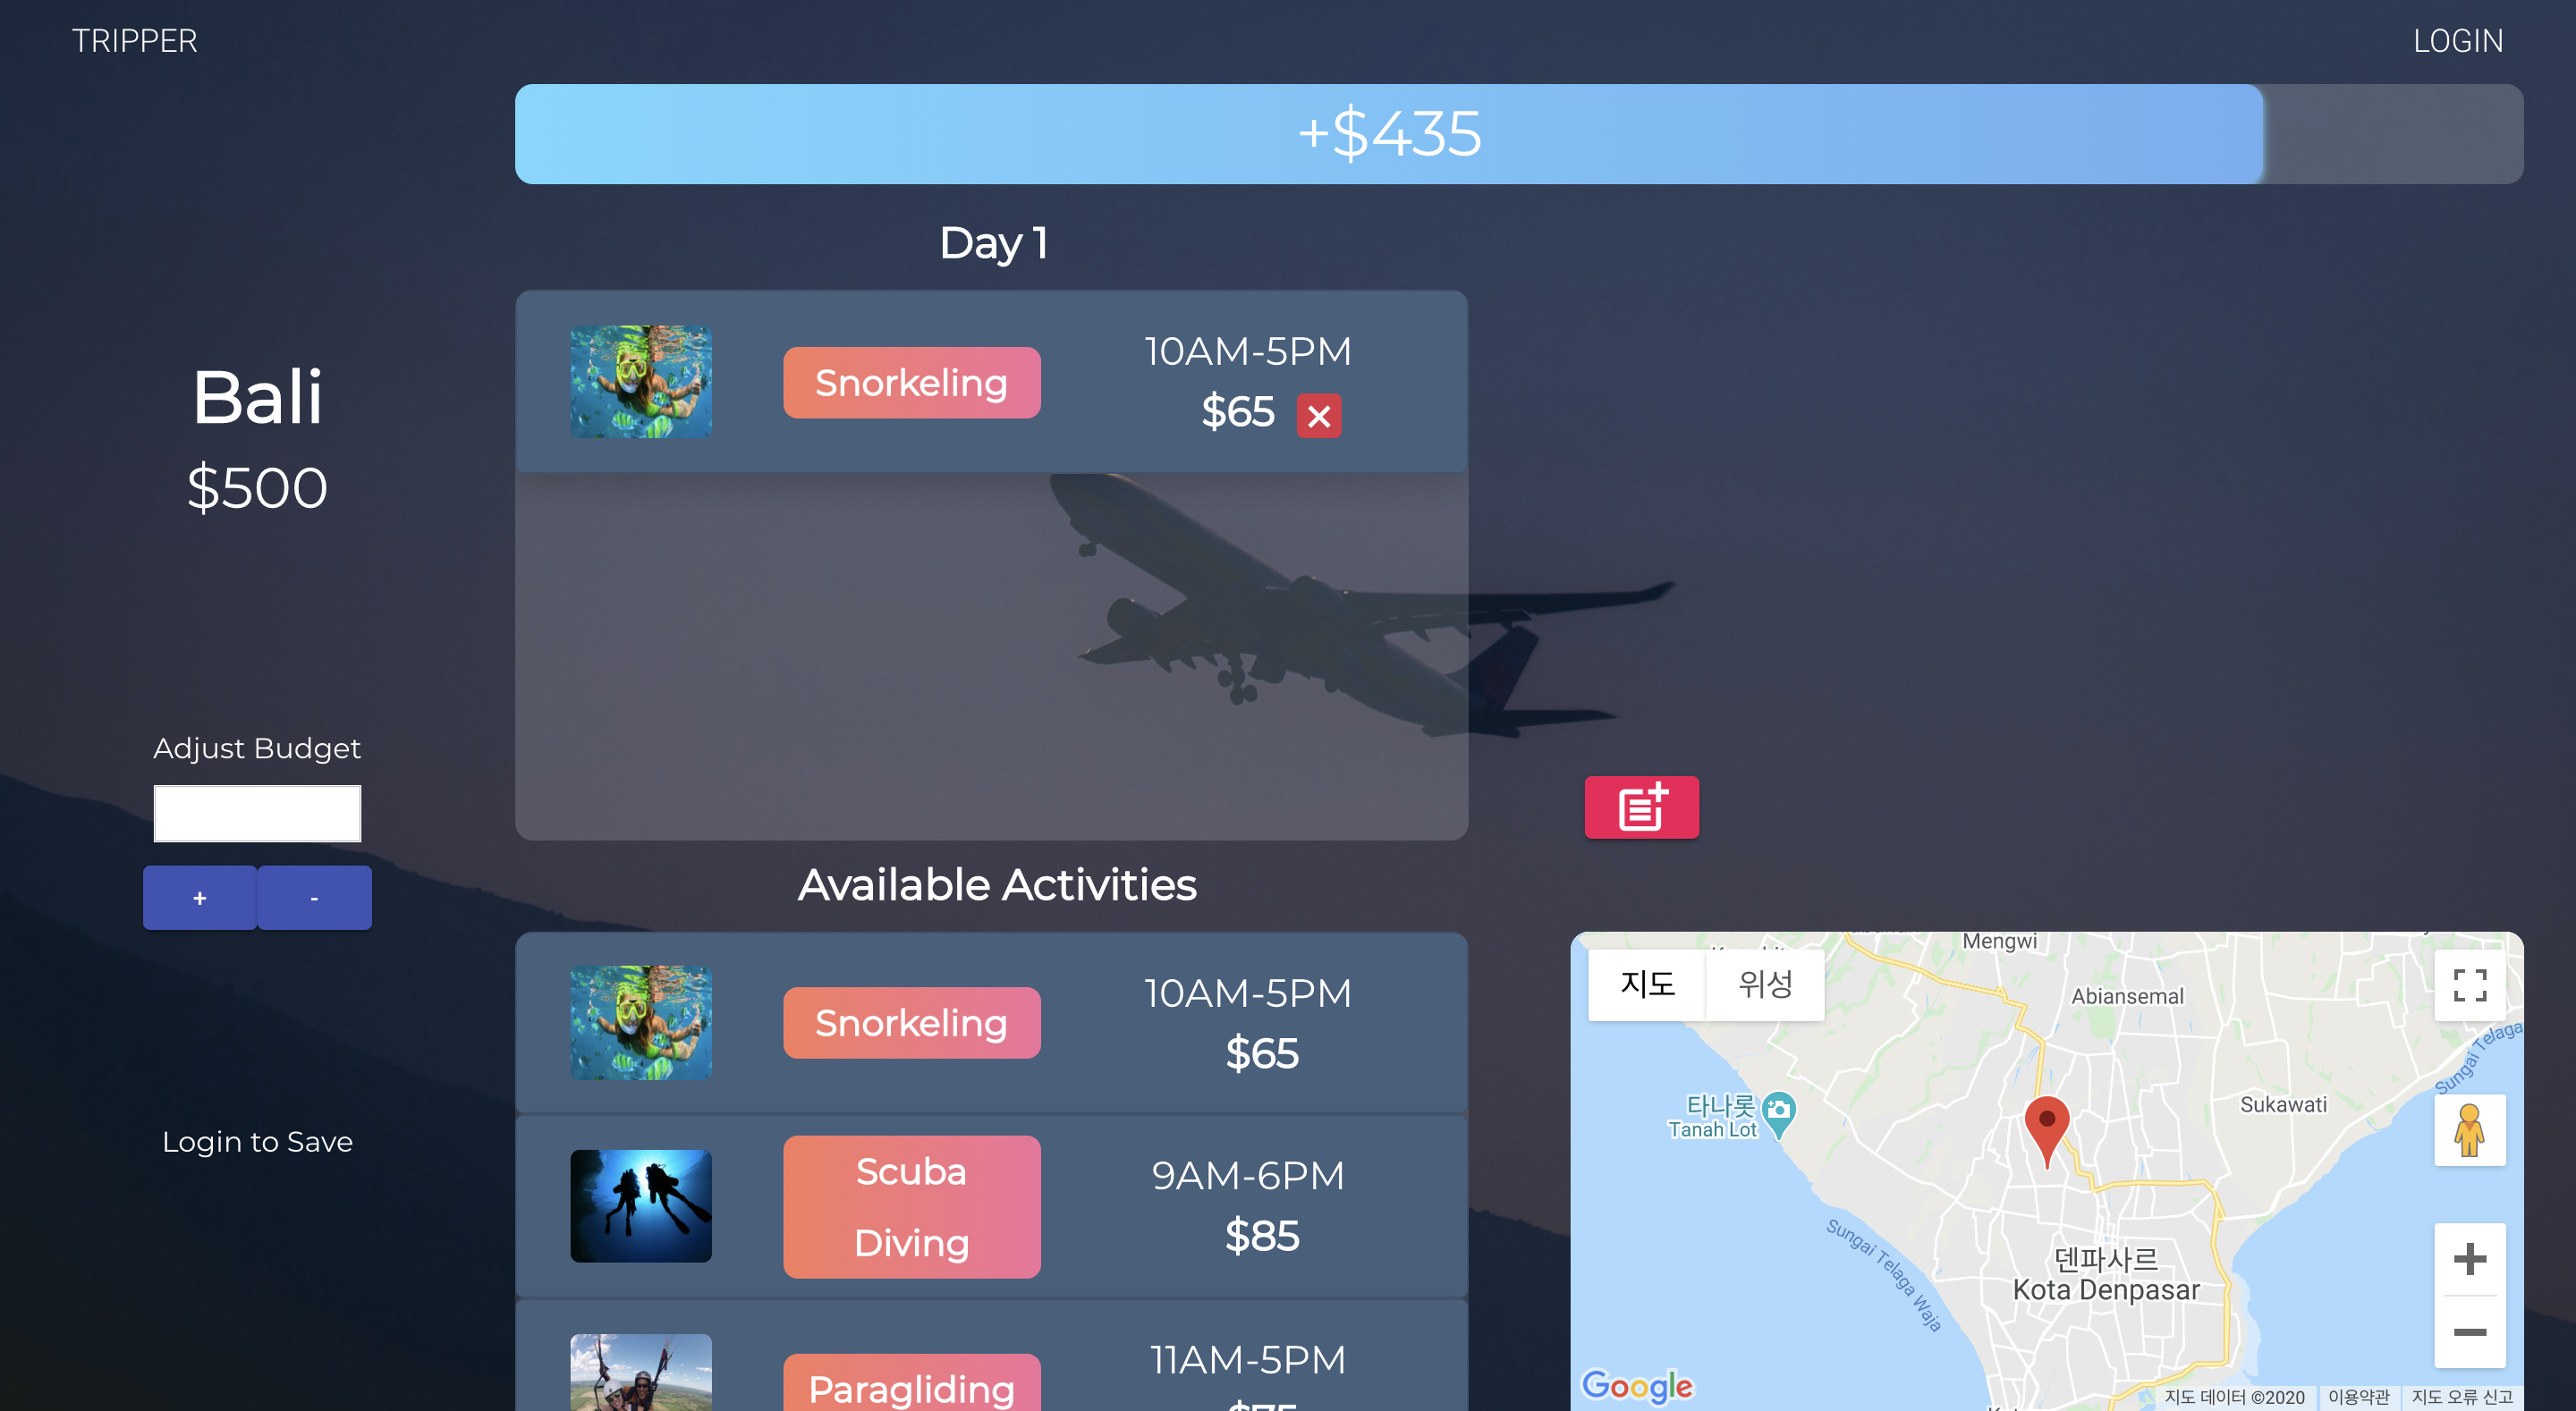 TRIPPER
LOGIN
+$435
Day 1
Snorkeling
10AM-5PM
$65
Bali
$500
Adjust Budget
+
-
Login to Save
Available Activities
Snorkeling
10AM-5PM
$65
Scuba
Diving
9AM-6PM
$85
Paragliding
11AM-5PM
지도
위성
Mengwi
Abiansemal
Sungai Telaga
타나롯
Tanah Lot
Sukawati
Sungai Telaga Waja
덴파사르
Kota Denpasar
Google
지도 데이터 ©2020
이용약관
지도 오류 신고